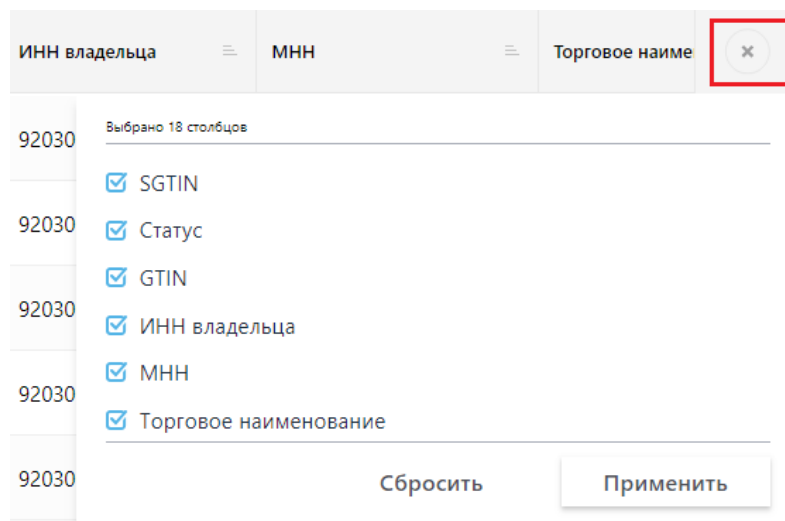 ИНН владельца МНН Торговое наиме
Выбрано 18 столбцов
92030
SGTIN
92030
Статус
GTIN
92030
ИНН владельца
МНН
92030
Торговое наименование
92030
Сбросить Применить